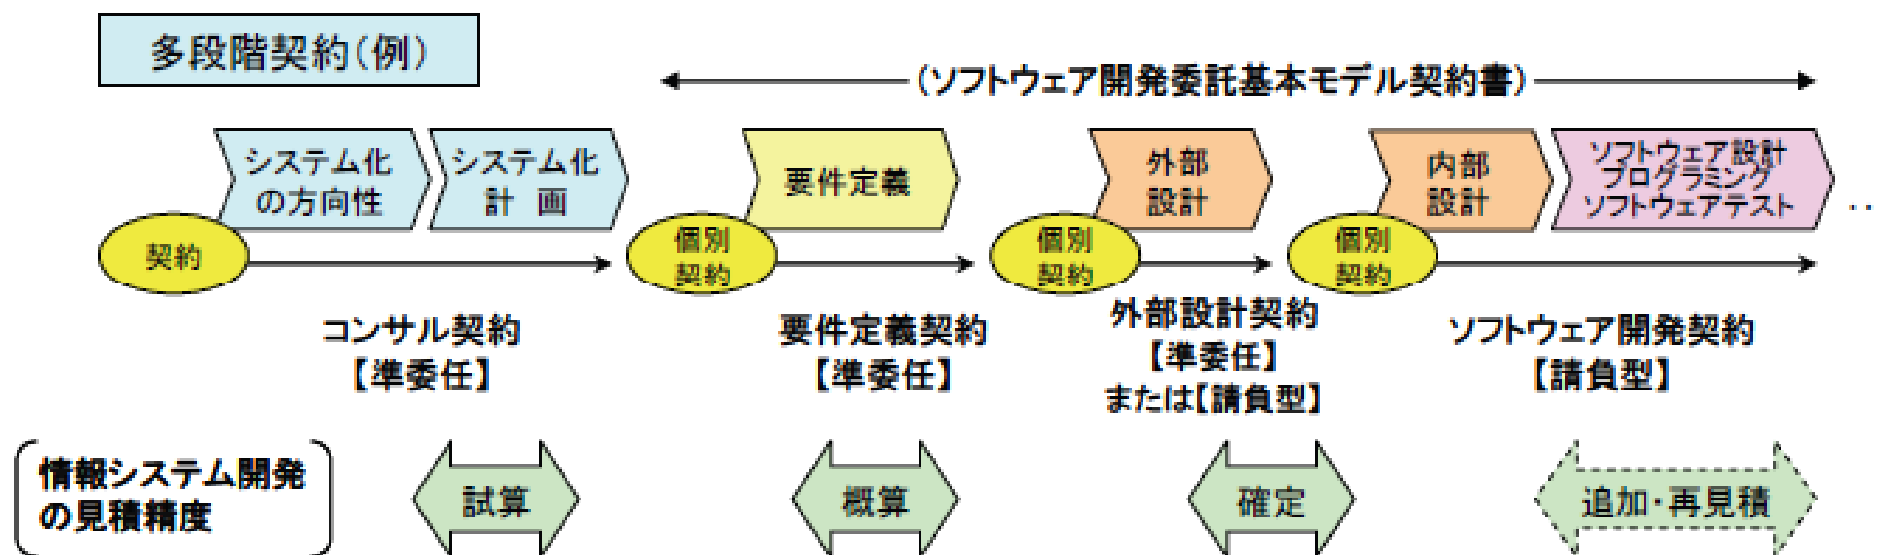 多段階契約(例)
(ソフトウェア開発委託基本モデル契約書)
システム化
の方向性
システム化
計 画
要件定義
外部
設計
内部
設計
ソフトウェア設計
プログラミング
ソフトウェアテスト
‥
契約
個別
契約
個別
契約
個別
契約
コンサル契約
【準委任】
要件定義契約
【準委任】
外部設計契約
【準委任】
または【請負型】
ソフトウェア開発契約
【請負型】
情報システム開発
の見積精度
試算
概算
確定
追加・再見積